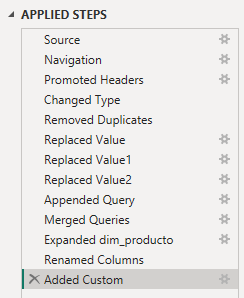 APPLIED STEPS
Source
Navigation
Promoted Headers
Changed Type
Removed Duplicates
Replaced Value
Replaced Value1
Replaced Value2
Appended Query
Merged Queries
Expanded dim_producto
Renamed Columns
Added Custom